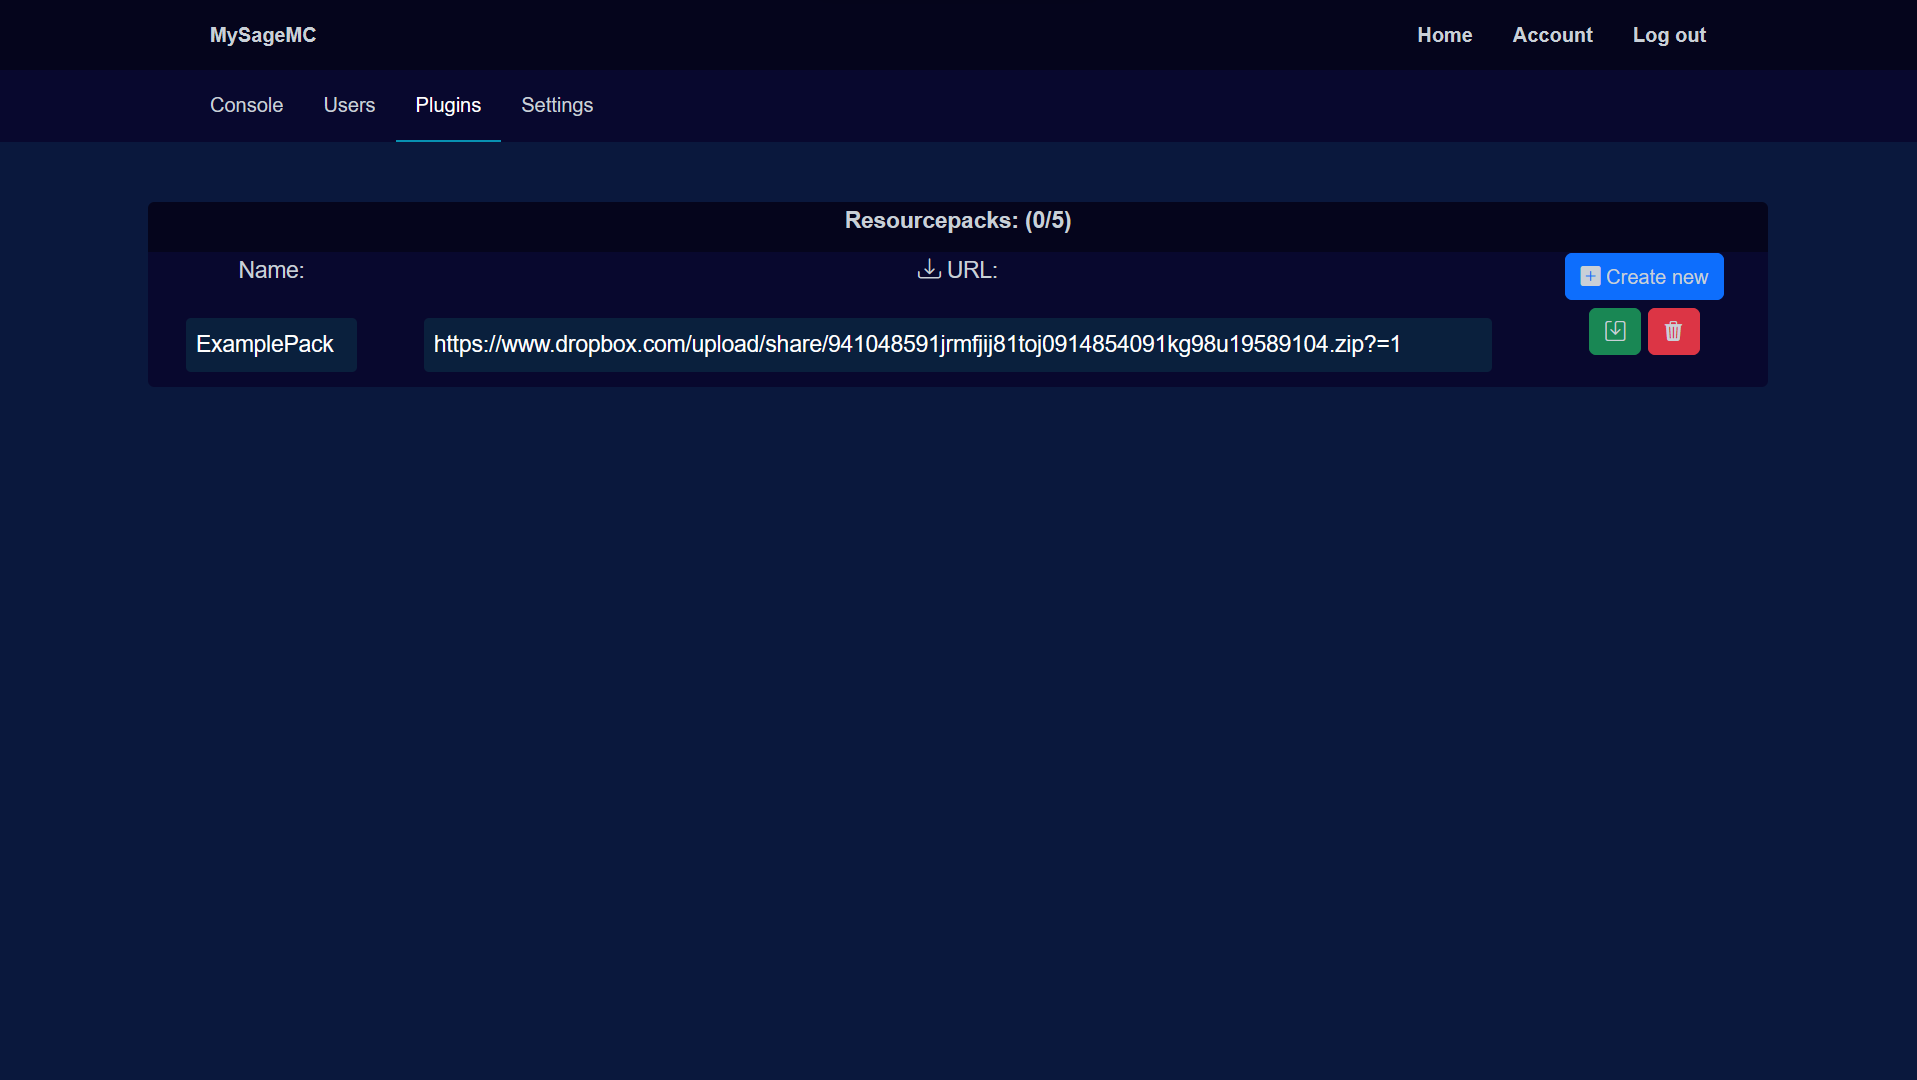 MySageMC Home Account Log out
Console Users Plugins Settings
Resourcepacks: (0/5)
Name: URL: Create new
ExamplePack https://www.dropbox.com/upload/share/941048591jrmfjij81toj0914854091kg98u19589104.zip?=1